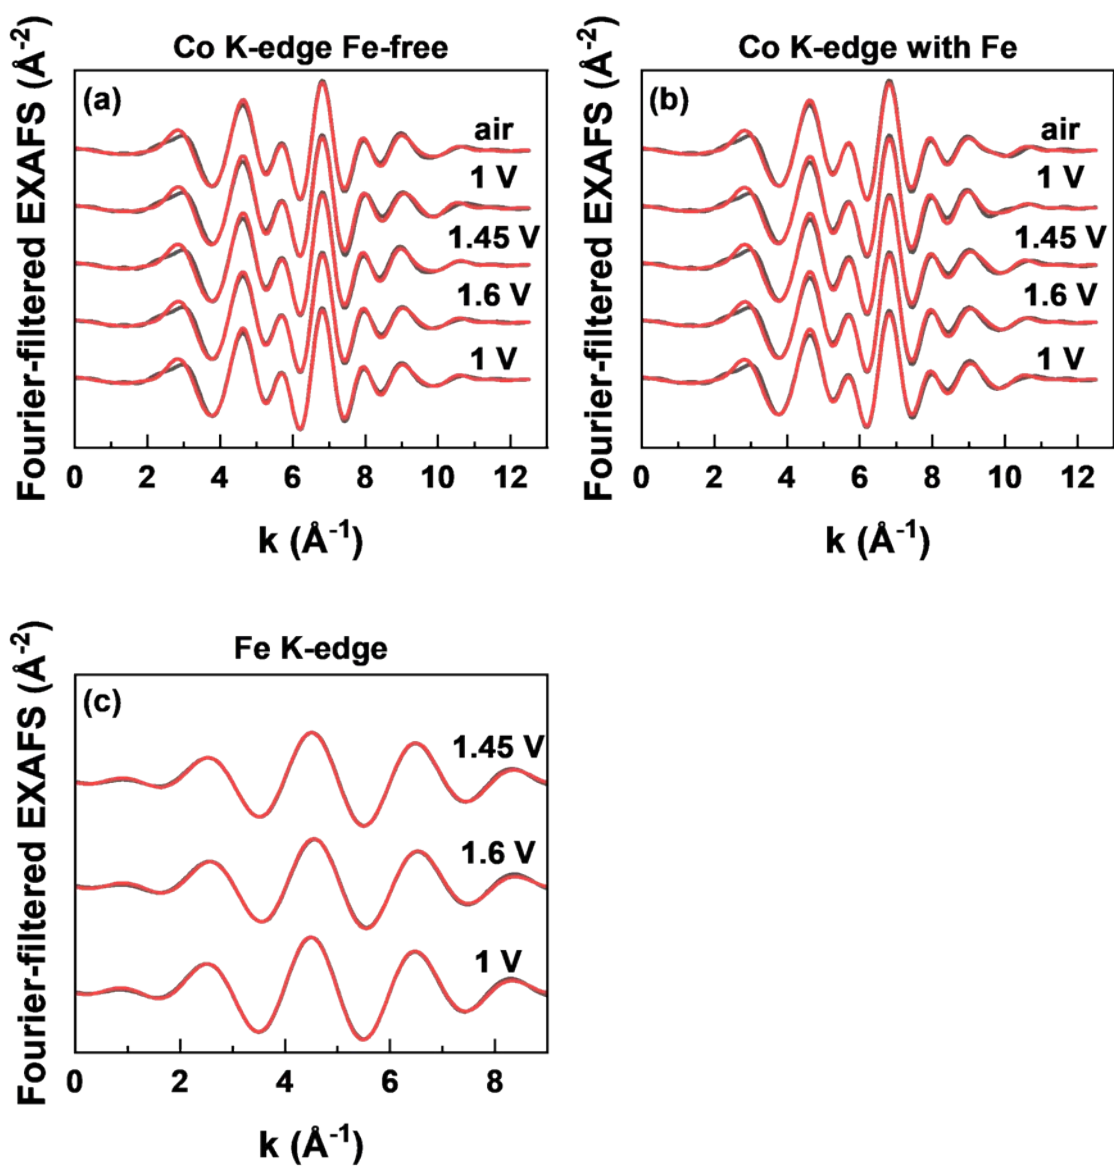 Co K-edge Fe-free
Fourier-filtered EXAFS (Å-2)
(a)
air
1 V
1.45 V
1.6 V
1 V
0 2 4 6 8 10 12
k (Å-1)
Co K-edge with Fe
Fourier-filtered EXAFS (Å-2)
(b)
air
1 V
1.45 V
1.6 V
1 V
0 2 4 6 8 10 12
k (Å-1)
Fe K-edge
Fourier-filtered EXAFS (Å-2)
(c)
1.45 V
1.6 V
1 V
0 2 4 6 8
k (Å-1)